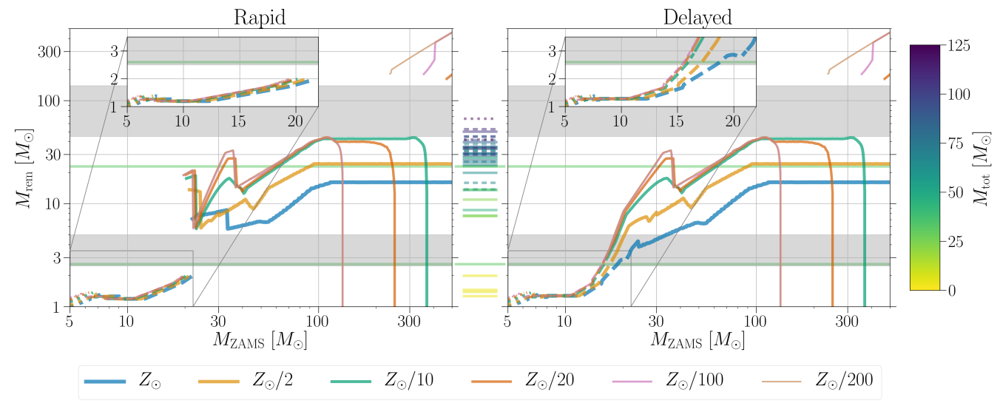 Rapid
Delayed
300
100
30
10
3
1
3
2
1
5 10 15 20
3
2
1
5 10 15 20
5 10 30 100 300
5 10 30 100 300
M_rem [M_⊙]
M_ZAMS [M_⊙]
M_ZAMS [M_⊙]
125
100
75
50
25
0
M_tot [M_⊙]
Z_⊙ Z_⊙/2 Z_⊙/10 Z_⊙/20 Z_⊙/100 Z_⊙/200